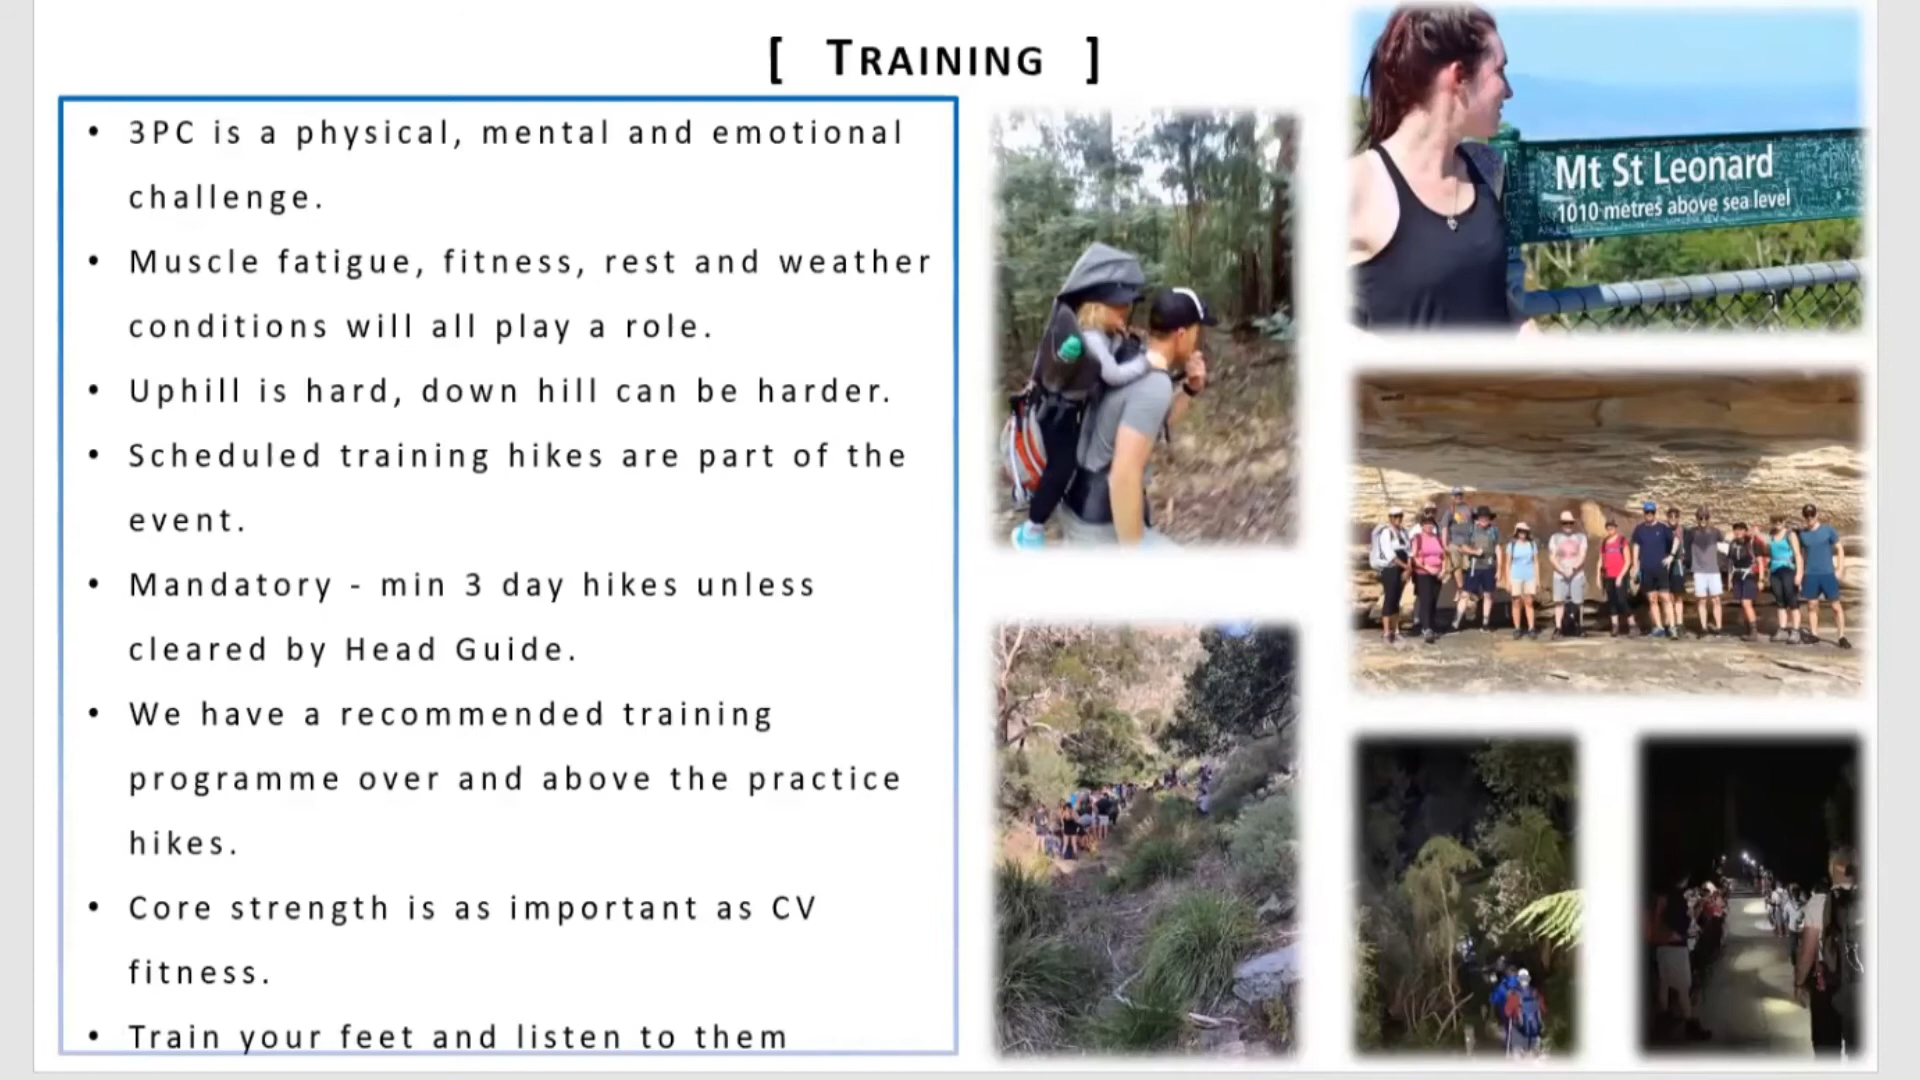 [ TRAINING ]
• 3PC is a physical, mental and emotional
challenge.
• Muscle fatigue, fitness, rest and weather
conditions will all play a role.
• Uphill is hard, down hill can be harder.
• Scheduled training hikes are part of the
event.
• Mandatory - min 3 day hikes unless
cleared by Head Guide.
• We have a recommended training
programme over and above the practice
hikes.
• Core strength is as important as CV
fitness.
• Train your feet and listen to them
Mt St Leonard
1010 metres above sea level